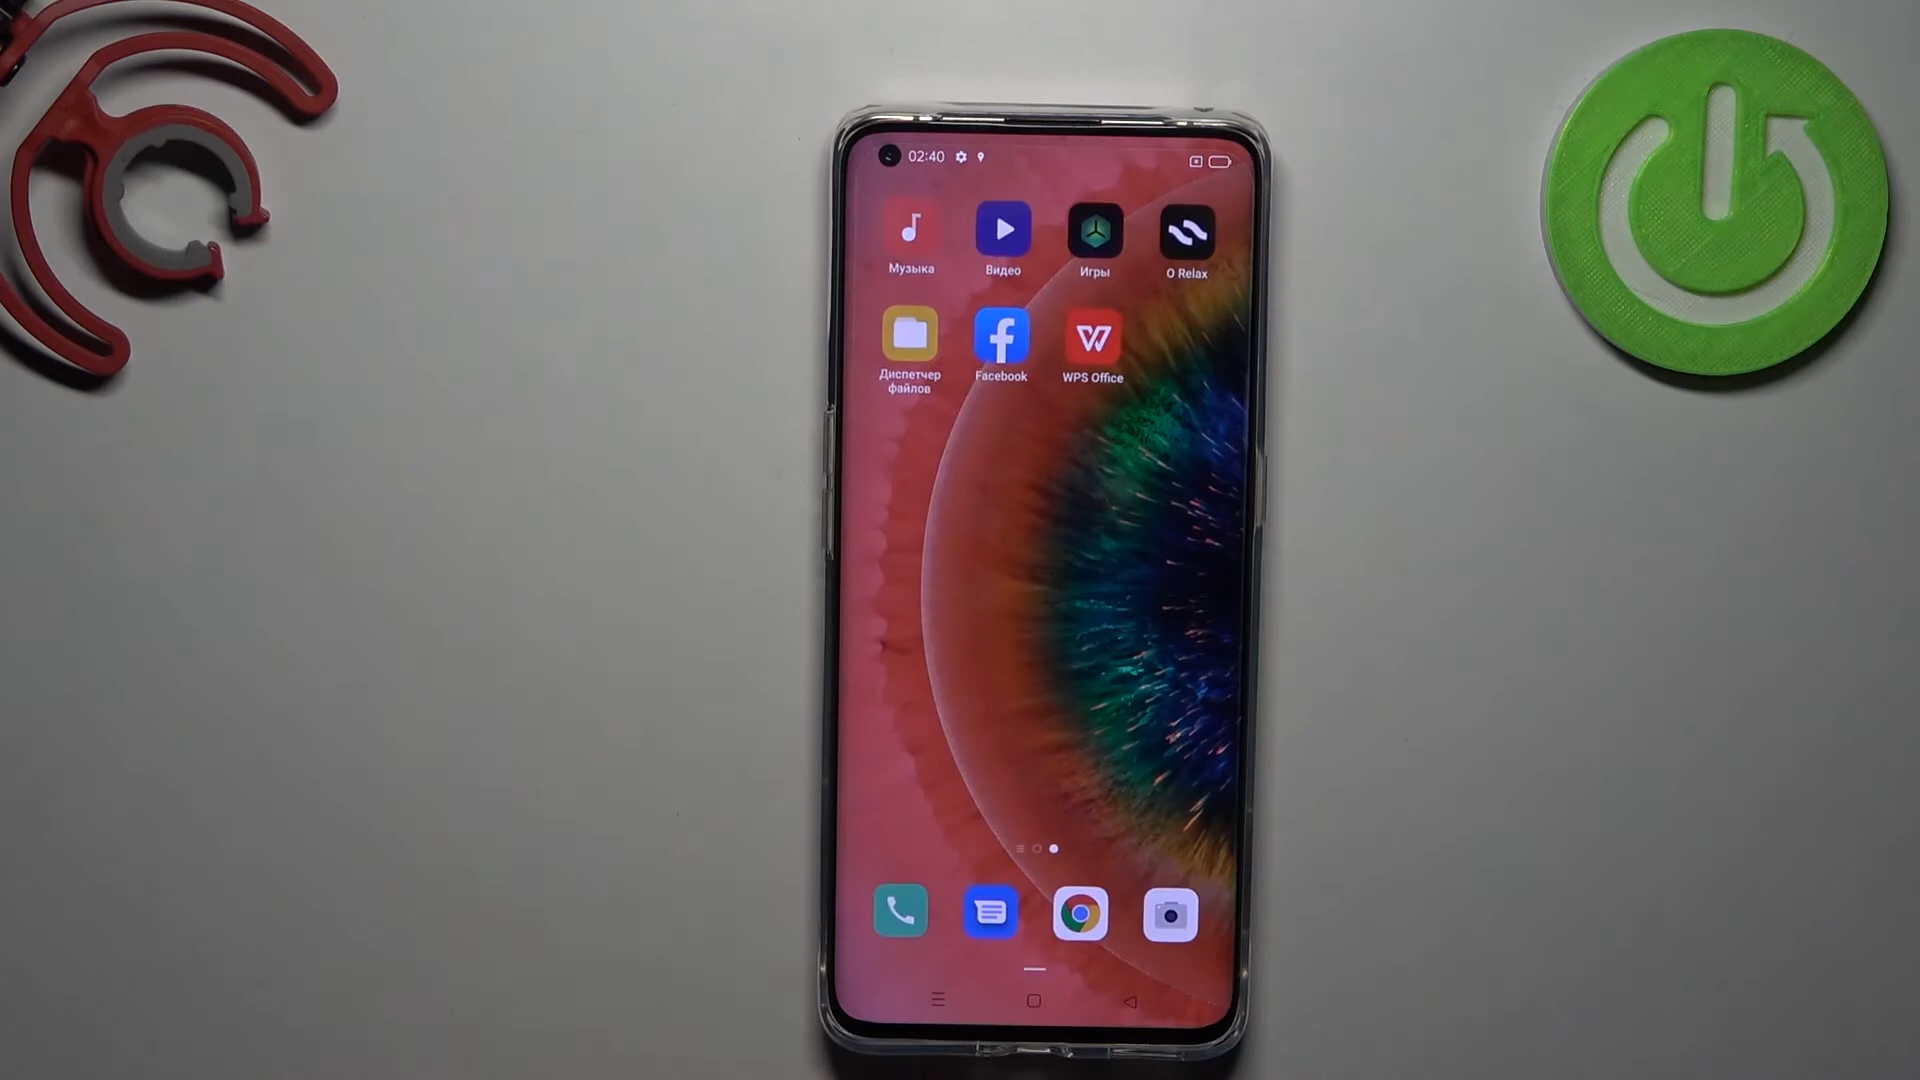 02:40
Музыка
Видео
Игры
O Relax
Диспетчер
файлов
Facebook
WPS Office